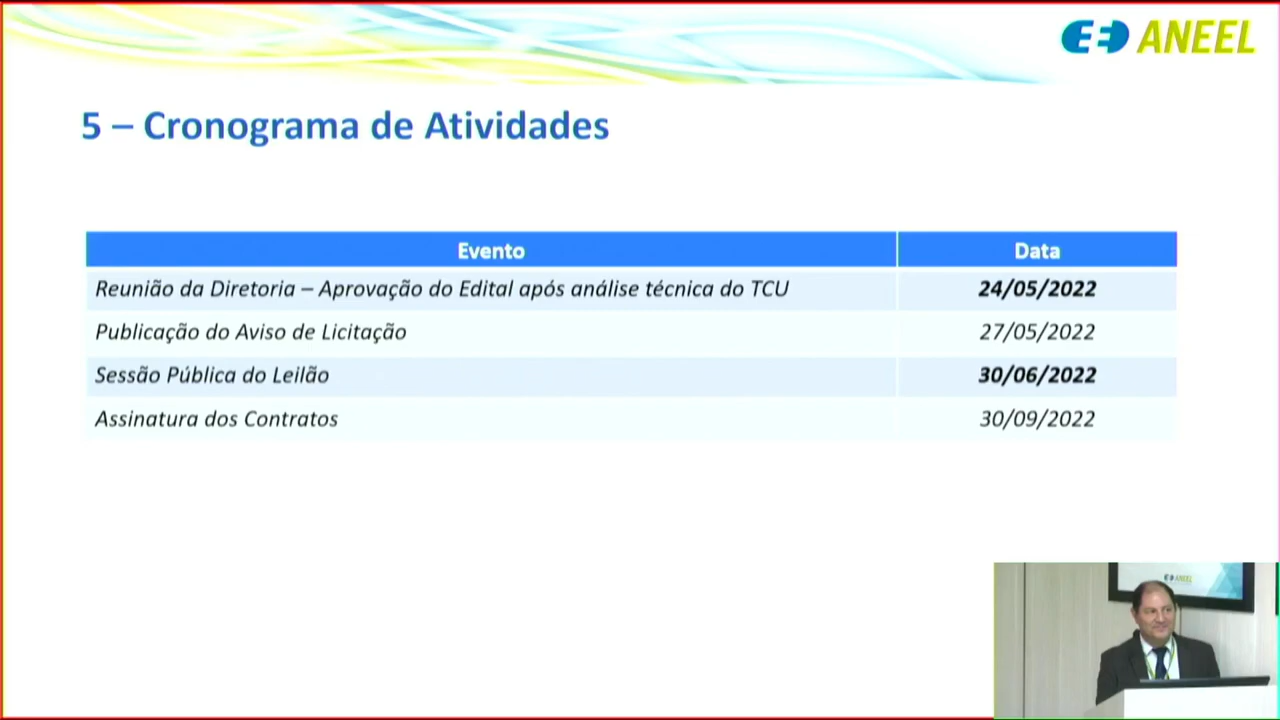 ANEEL
5 – Cronograma de Atividades
Evento Data
Reunião da Diretoria – Aprovação do Edital após análise técnica do TCU 24/05/2022
Publicação do Aviso de Licitação 27/05/2022
Sessão Pública do Leilão 30/06/2022
Assinatura dos Contratos 30/09/2022
ANEEL